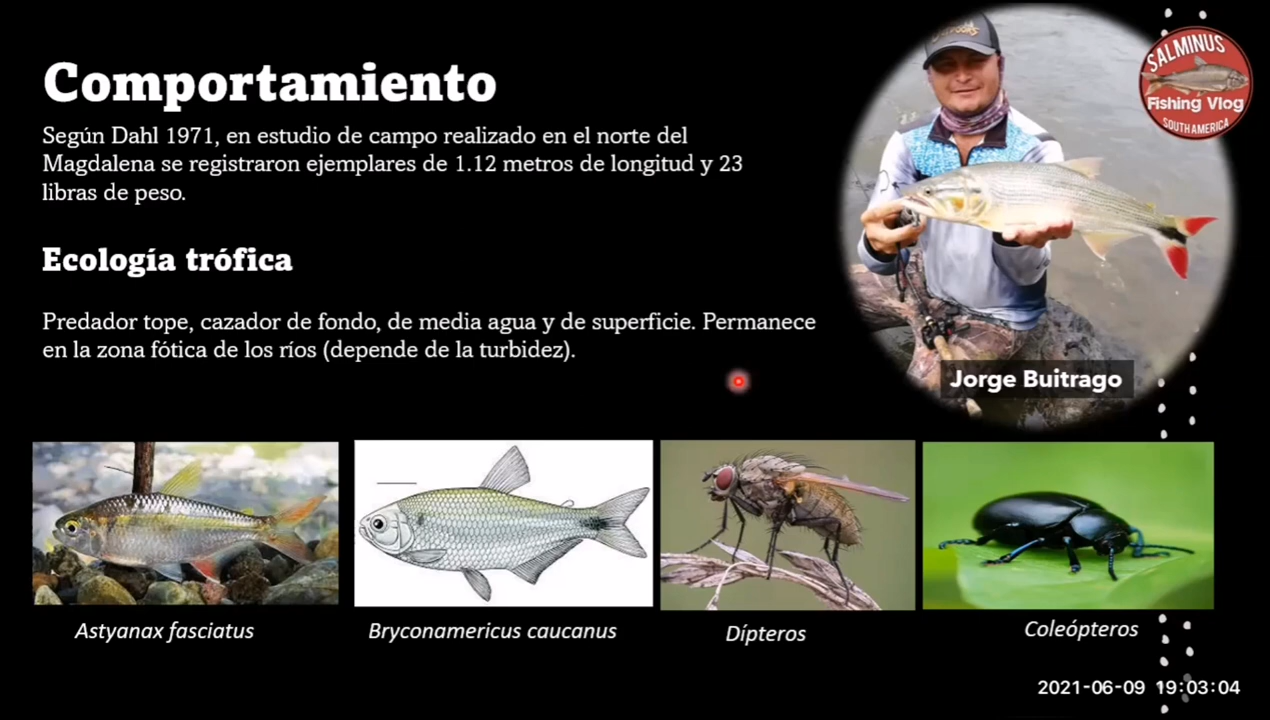 Comportamiento
Según Dahl 1971, en estudio de campo realizado en el norte del
Magdalena se registraron ejemplares de 1.12 metros de longitud y 23
libras de peso.
Ecología trófica
Predador tope, cazador de fondo, de media agua y de superficie. Permanece
en la zona fótica de los ríos (depende de la turbidez).
SALMINUS
Fishing Vlog
SOUTH AMERICA
Jorge Buitrago
Astyanax fasciatus
Bryconamericus caucanus
Dípteros
Coleópteros
2021-06-09 19:03:04